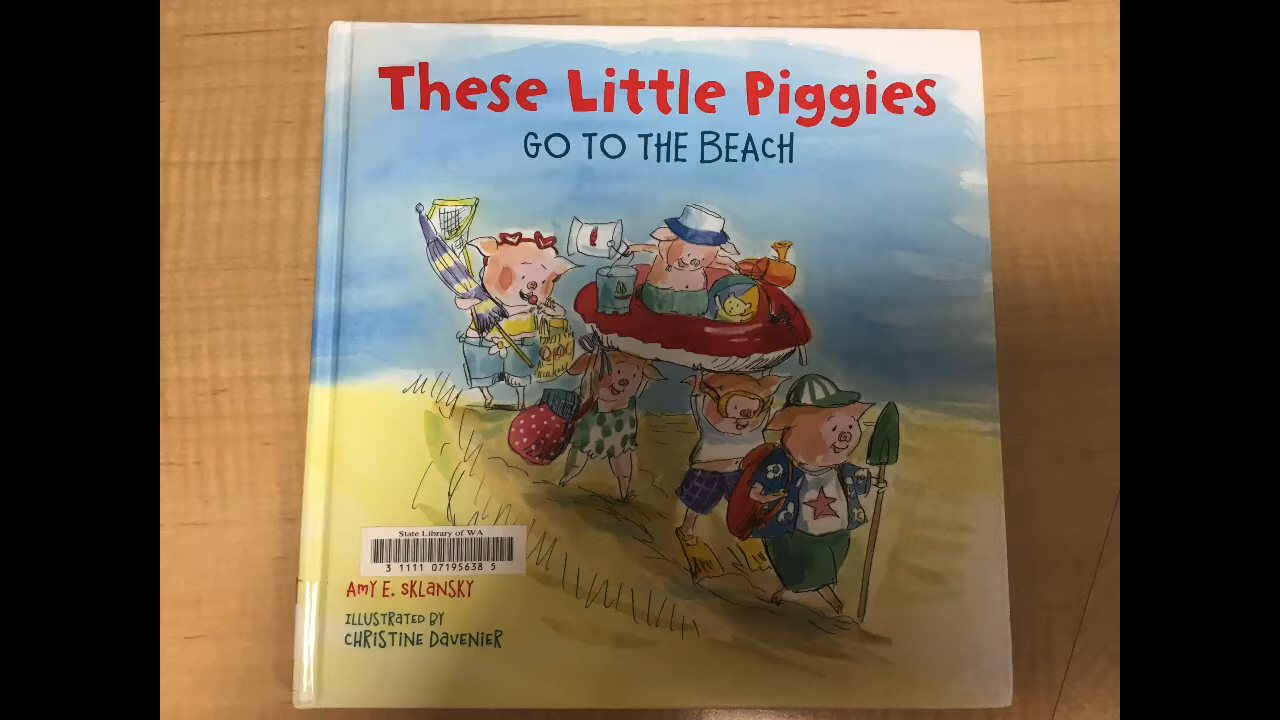 These Little Piggies
GO TO THE BEACH
State Library of WA
3 1111 07195638 5
AMY E. SKLANSKY
ILLUSTRATED BY
CHRISTINE DAVENIER